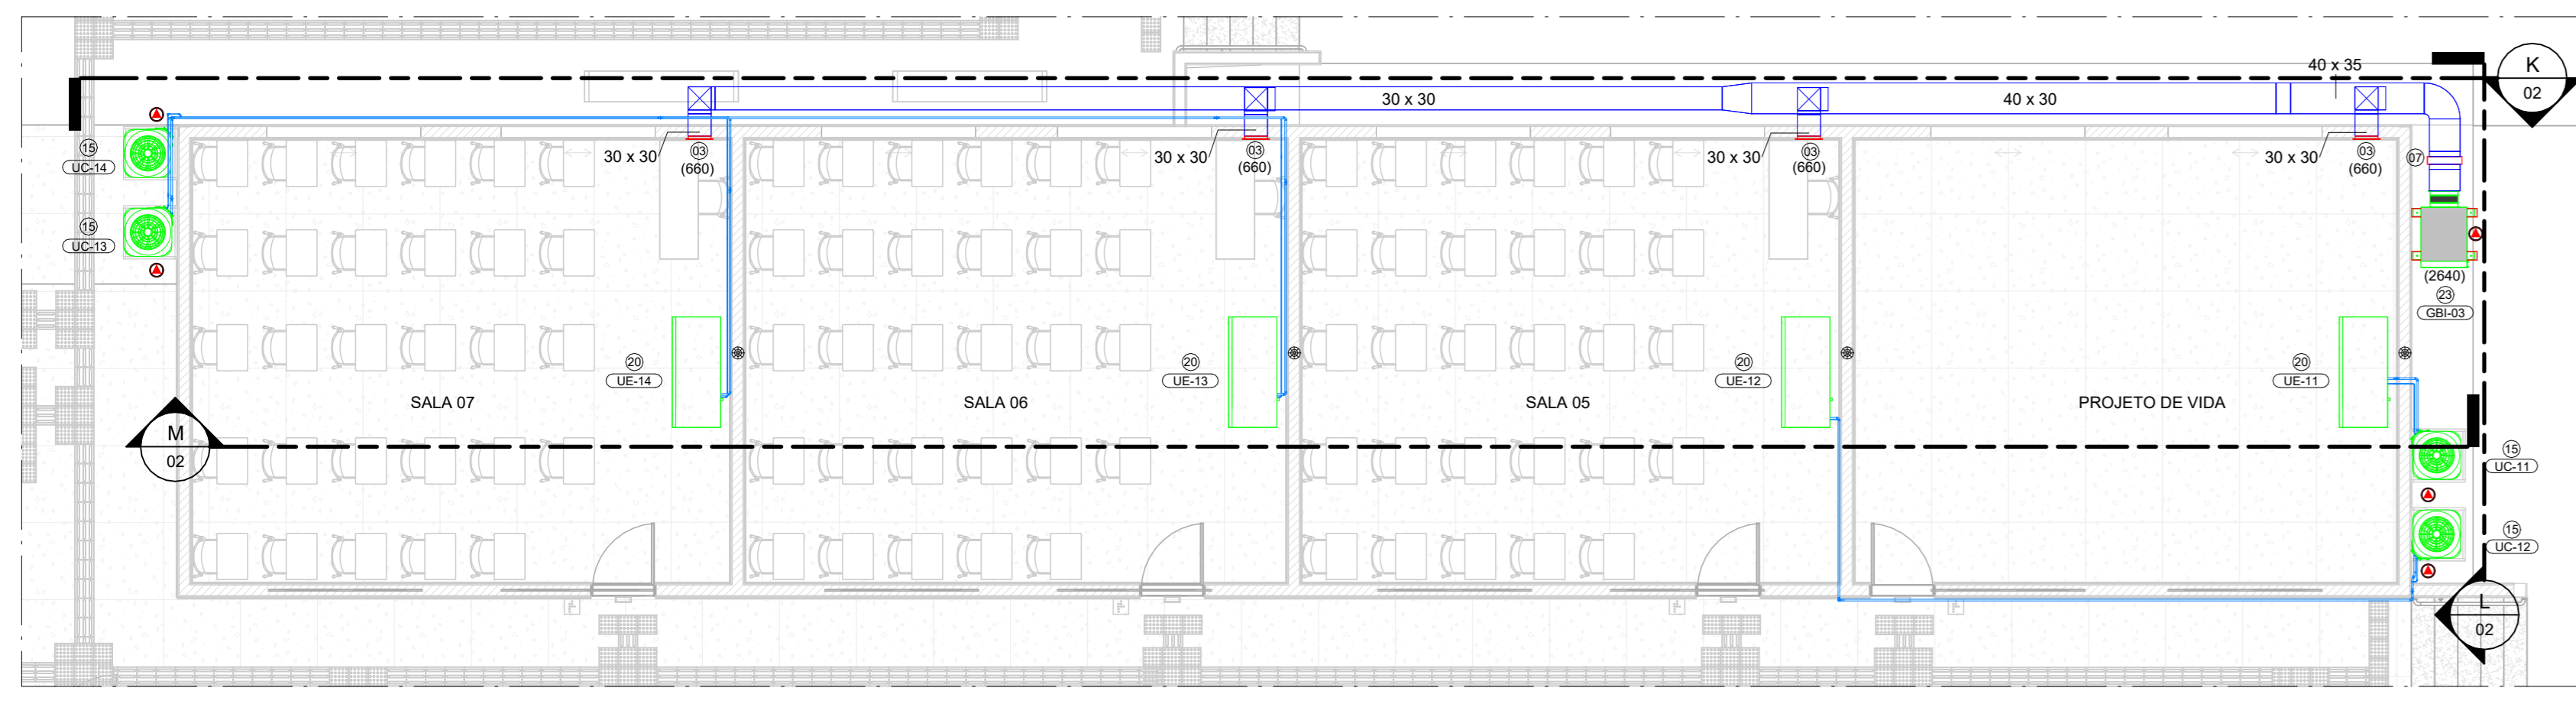 40 x 35
K
02
30 x 30
40 x 30
15
UC-14
30 x 30
03
(660)
30 x 30
03
(660)
30 x 30
03
(660)
30 x 30
03
(660)
07
15
UC-13
(2640)
23
GBI-03
20
UE-14
20
UE-13
20
UE-12
20
UE-11
SALA 07
SALA 06
SALA 05
PROJETO DE VIDA
M
02
15
UC-11
15
UC-12
L
02